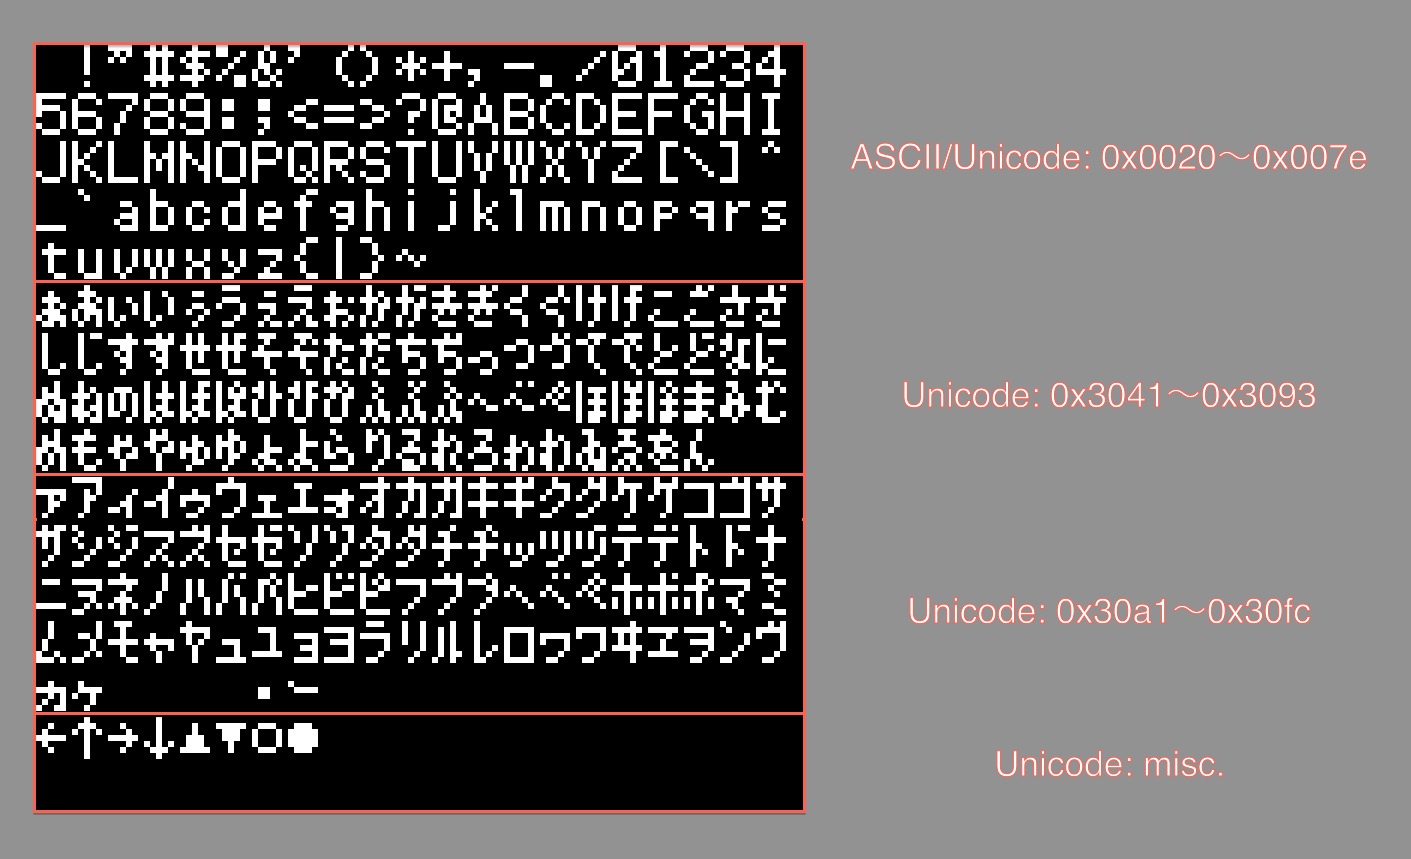 ! " # $ % & ' ( ) * + , - . / 0 1 2 3 4
56789:;<=>?@ABCDEFGHI
JKLMNOPQRSTUVWXYZ[\]^
_`abcdefghijklmnopqrs
tuvwxyz{|}~
ASCII/Unicode: 0x0020〜0x007e
ぁあぃいぅうぇえぉかがきぎくぐけげこごさざ
しじすずせぜそぞただちぢっつづてでとどなに
ぬねのはばぱひびぴふぶぷへべぺほぼぽまみむ
めもゃやゅゆょよらりるれろゎわゐゑをん
Unicode: 0x3041〜0x3093
ァアィイゥウェエォオカガキギクグケゲコゴサ
ザシジスズセゼソゾタダチヂッツヅテデトドナ
ニヌネノハバパヒビピフブプヘベペホボポマミ
ムメモャヤュユョヨラリルレロヮワヰヱヲンヴ
ヵヶ ・ー
Unicode: 0x30a1〜0x30fc
←↑→↓▲▼○●
Unicode: misc.